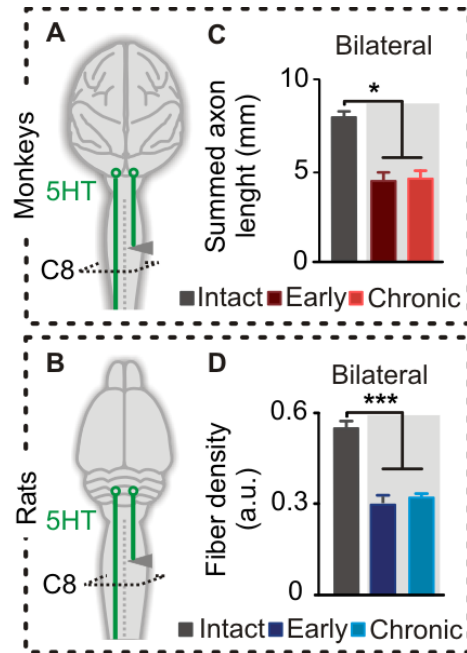 Monkeys
A
5HT
C8
C
Bilateral
Summed axon
lenght (mm)
10
5
0
*
Intact Early Chronic
Rats
B
5HT
C8
D
Bilateral
Fiber density
(a.u.)
0.6
0.3
0
***
Intact Early Chronic